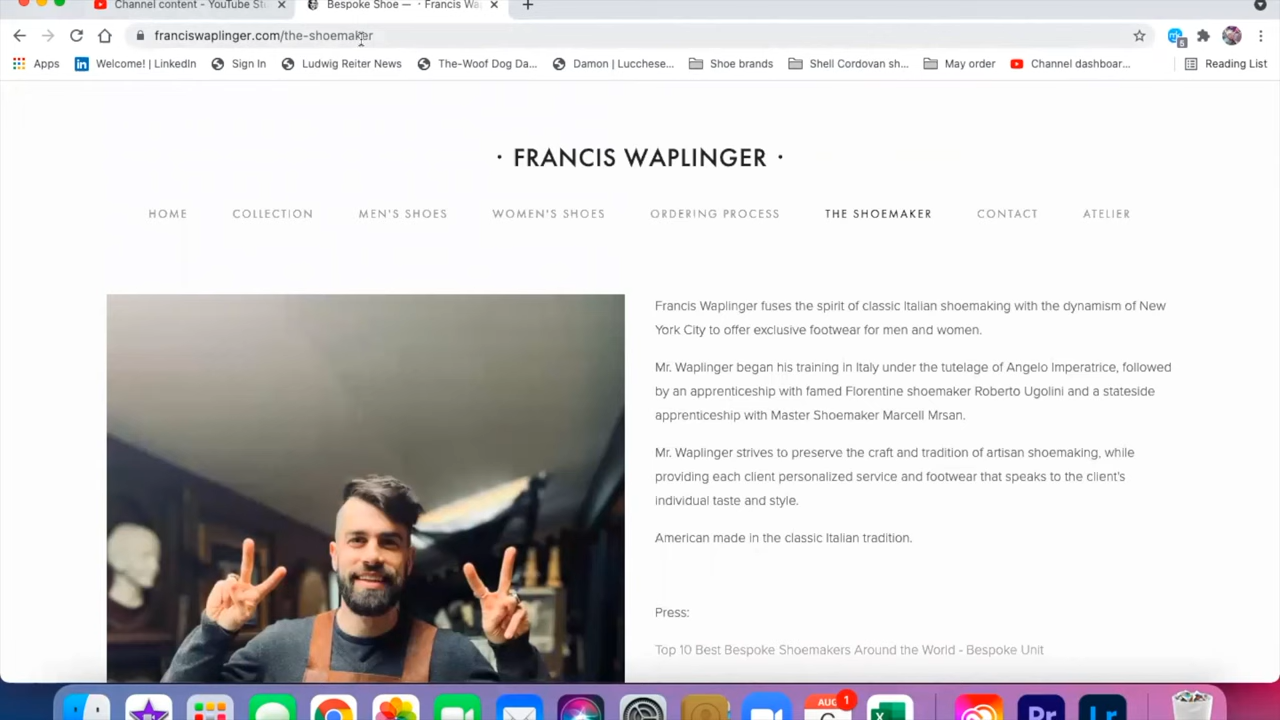 Channel content - YouTube St
Bespoke Shoe — · Francis Wa
franciswaplinger.com/the-shoemaker
Apps
Welcome! | LinkedIn
Sign In
Ludwig Reiter News
The-Woof Dog Da...
Damon | Lucchese...
Shoe brands
Shell Cordovan sh...
May order
Channel dashboar...
Reading List
· FRANCIS WAPLINGER ·
HOME COLLECTION MEN'S SHOES WOMEN'S SHOES ORDERING PROCESS THE SHOEMAKER CONTACT ATELIER
Francis Waplinger fuses the spirit of classic Italian shoemaking with the dynamism of New
York City to offer exclusive footwear for men and women.
Mr. Waplinger began his training in Italy under the tutelage of Angelo Imperatrice, followed
by an apprenticeship with famed Florentine shoemaker Roberto Ugolini and a stateside
apprenticeship with Master Shoemaker Marcell Mrsan.
Mr. Waplinger strives to preserve the craft and tradition of artisan shoemaking, while
providing each client personalized service and footwear that speaks to the client's
individual taste and style.
American made in the classic Italian tradition.
Press:
Top 10 Best Bespoke Shoemakers Around the World - Bespoke Unit
AUG 1
Pr
Lr